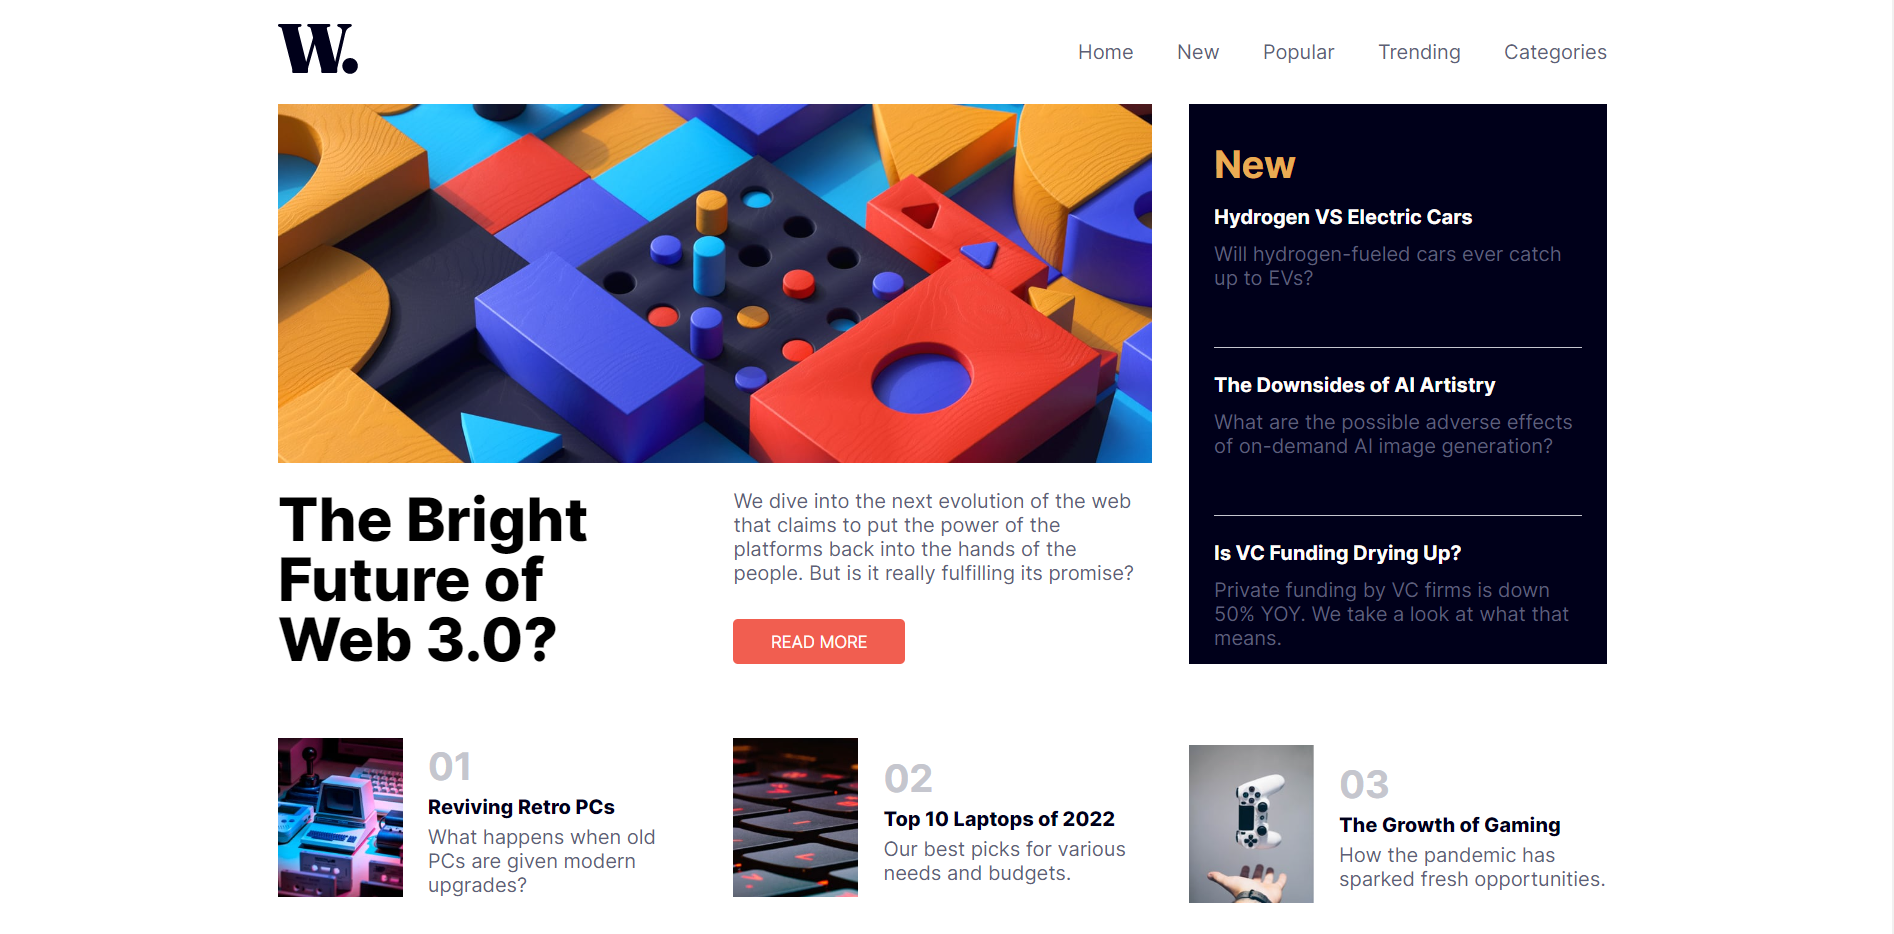 W.
Home New Popular Trending Categories
The Bright
Future of
Web 3.0?
We dive into the next evolution of the web
that claims to put the power of the
platforms back into the hands of the
people. But is it really fulfilling its promise?
READ MORE
New
Hydrogen VS Electric Cars
Will hydrogen-fueled cars ever catch
up to EVs?
The Downsides of AI Artistry
What are the possible adverse effects
of on-demand AI image generation?
Is VC Funding Drying Up?
Private funding by VC firms is down
50% YOY. We take a look at what that
means.
01
Reviving Retro PCs
What happens when old
PCs are given modern
upgrades?
02
Top 10 Laptops of 2022
Our best picks for various
needs and budgets.
03
The Growth of Gaming
How the pandemic has
sparked fresh opportunities.